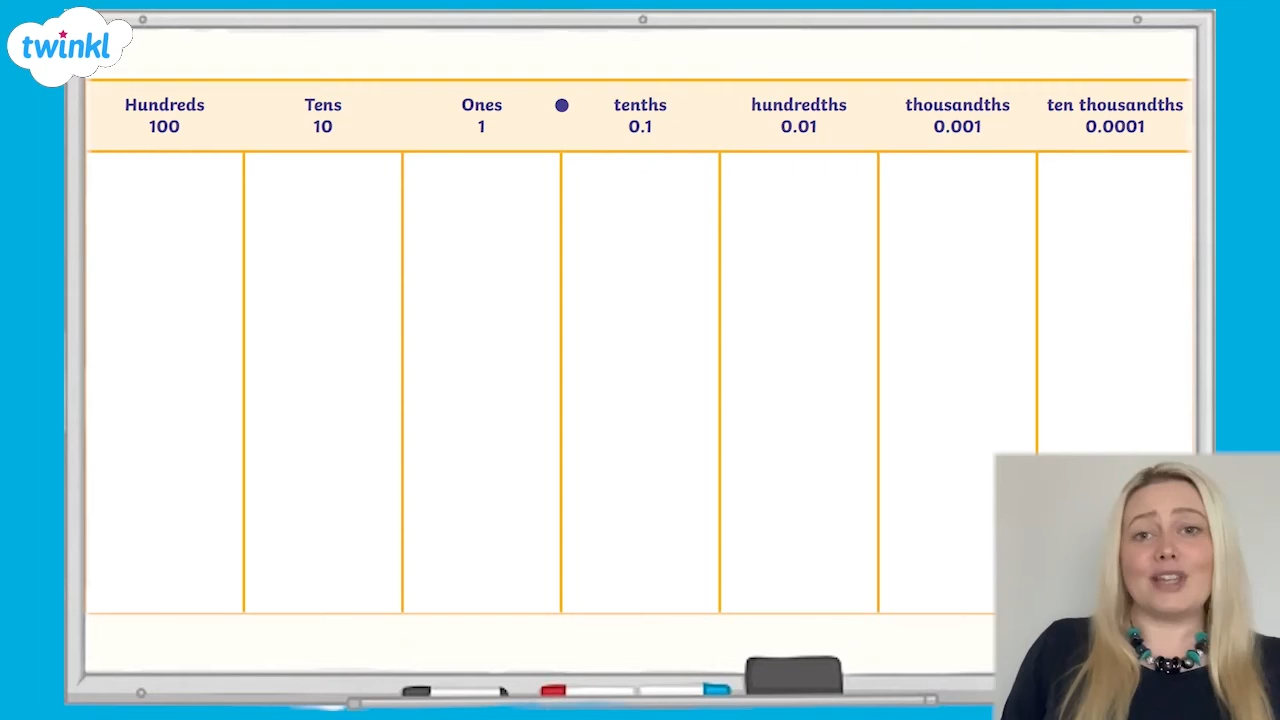 twinkl
Hundreds Tens Ones tenths hundredths thousandths ten thousandths
100 10 1 0.1 0.01 0.001 0.0001